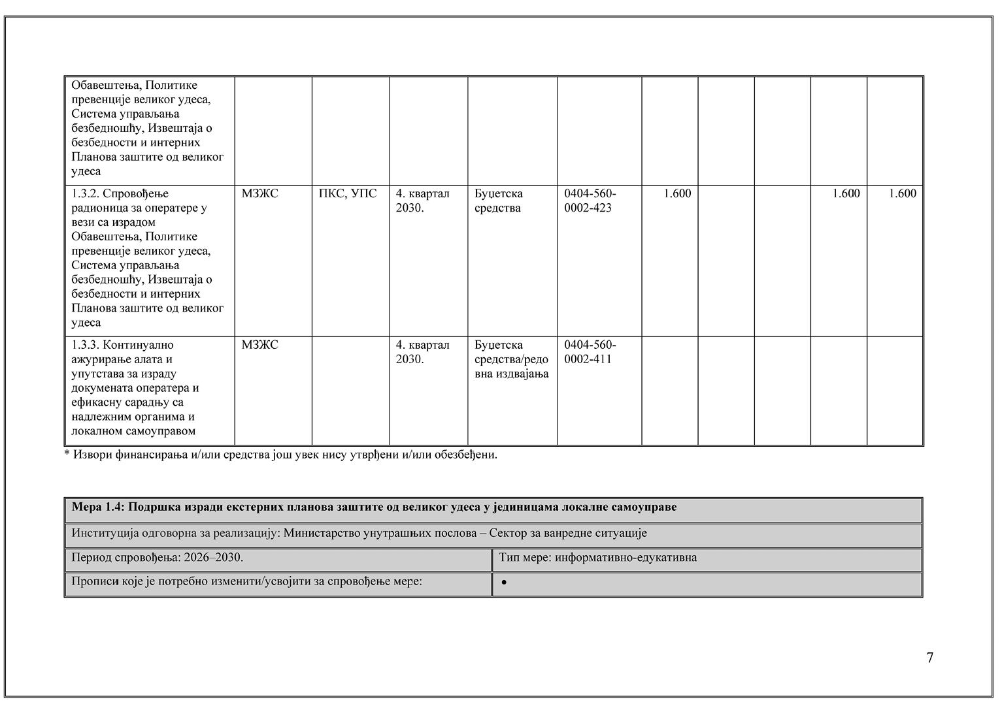 Обавештења, Политике
превенције великог удеса,
Система управљања
безбедношћу, Извештаја о
безбедности и интерних
Планова заштите од великог
удеса
1.3.2. Спровођење
радионица за оператере у
вези са израдом
Обавештења, Политике
превенције великог удеса,
Система управљања
безбедношћу, Извештаја о
безбедности и интерних
Планова заштите од великог
удеса
МЗЖС
ПКС, УПС
4. квартал
2030.
Буџетска
средства
0404-560-
0002-423
1.600
1.600
1.600
1.3.3. Континуално
ажурирање алата и
упутстава за израду
докумената оператера и
ефикасну сарадњу са
надлежним органима и
локалном самоуправом
МЗЖС
4. квартал
2030.
Буџетска
средства/редо
вна издвајања
0404-560-
0002-411
* Извори финансирања и/или средства још увек нису утврђени и/или обезбеђени.
Мера 1.4: Подршка изради екстерних планова заштите од великог удеса у јединицама локалне самоуправе
Институција одговорна за реализацију: Министарство унутрашњих послова – Сектор за ванредне ситуације
Период спровођења: 2026–2030.
Тип мере: информативно-едукативна
Прописи које је потребно изменити/усвојити за спровођење мере:
•
7